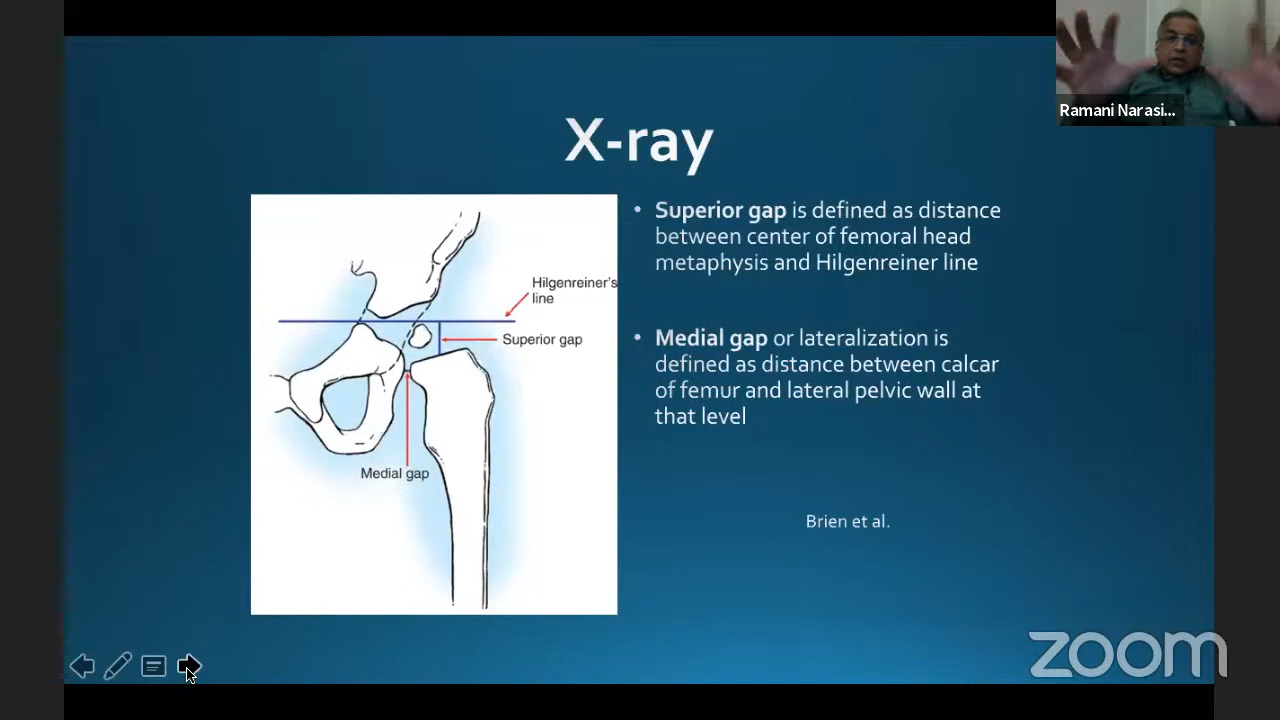 Ramani Narasi...
X-ray
Hilgenreiner's
line
Superior gap
Medial gap
• Superior gap is defined as distance
between center of femoral head
metaphysis and Hilgenreiner line
• Medial gap or lateralization is
defined as distance between calcar
of femur and lateral pelvic wall at
that level
Brien et al.
zoom